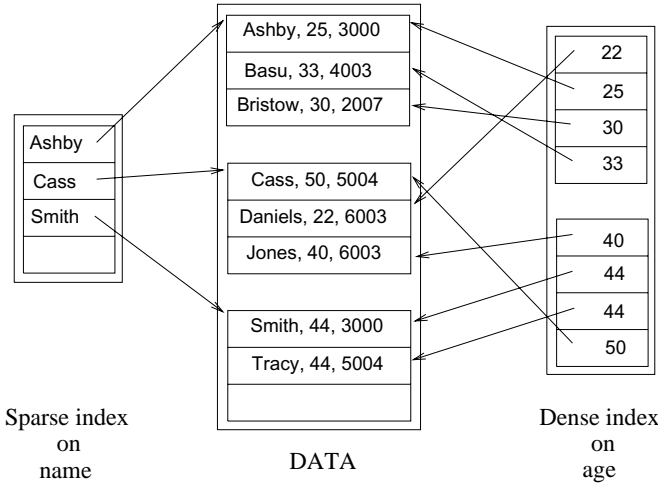 Ashby
Cass
Smith
Sparse index
on
name
Ashby, 25, 3000
Basu, 33, 4003
Bristow, 30, 2007
Cass, 50, 5004
Daniels, 22, 6003
Jones, 40, 6003
Smith, 44, 3000
Tracy, 44, 5004
DATA
22
25
30
33
40
44
44
50
Dense index
on
age